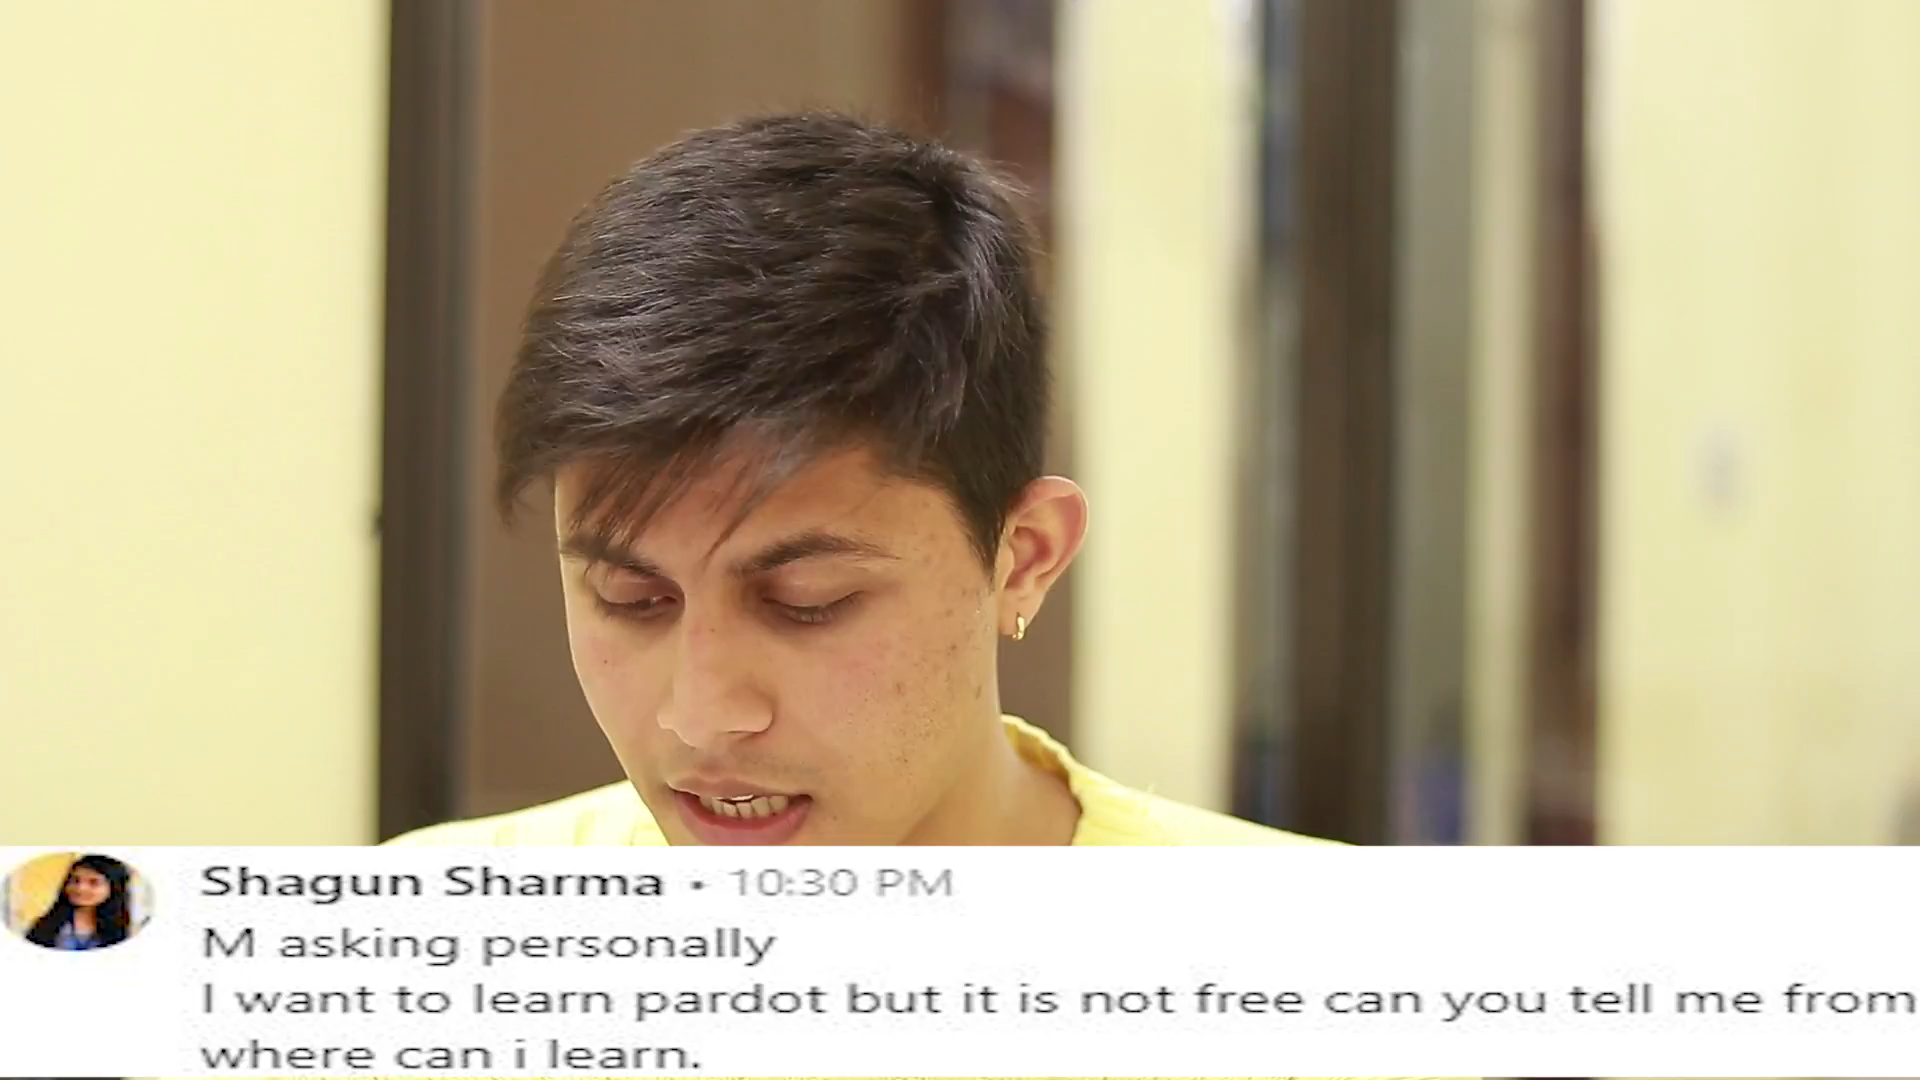 Shagun Sharma • 10:30 PM
M asking personally
I want to learn pardot but it is not free can you tell me from
where can i learn.